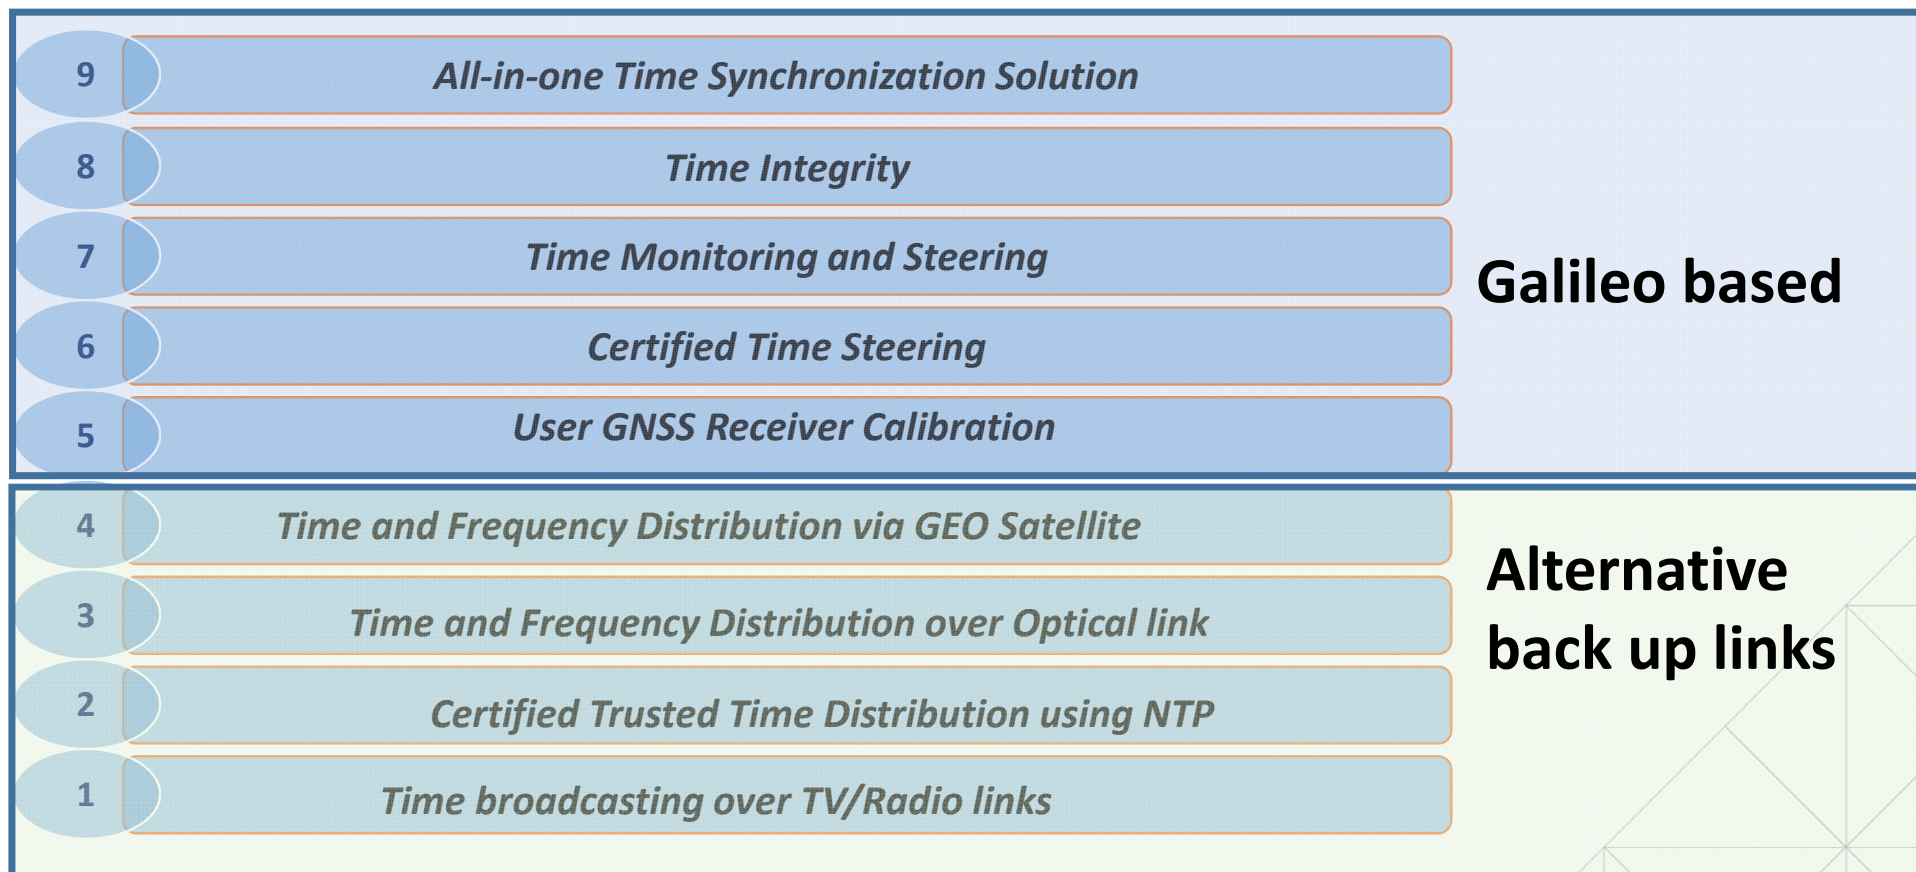 9
All-in-one Time Synchronization Solution
8
Time Integrity
7
Time Monitoring and Steering
6
Certified Time Steering
5
User GNSS Receiver Calibration
Galileo based
4
Time and Frequency Distribution via GEO Satellite
3
Time and Frequency Distribution over Optical link
2
Certified Trusted Time Distribution using NTP
1
Time broadcasting over TV/Radio links
Alternative
back up links